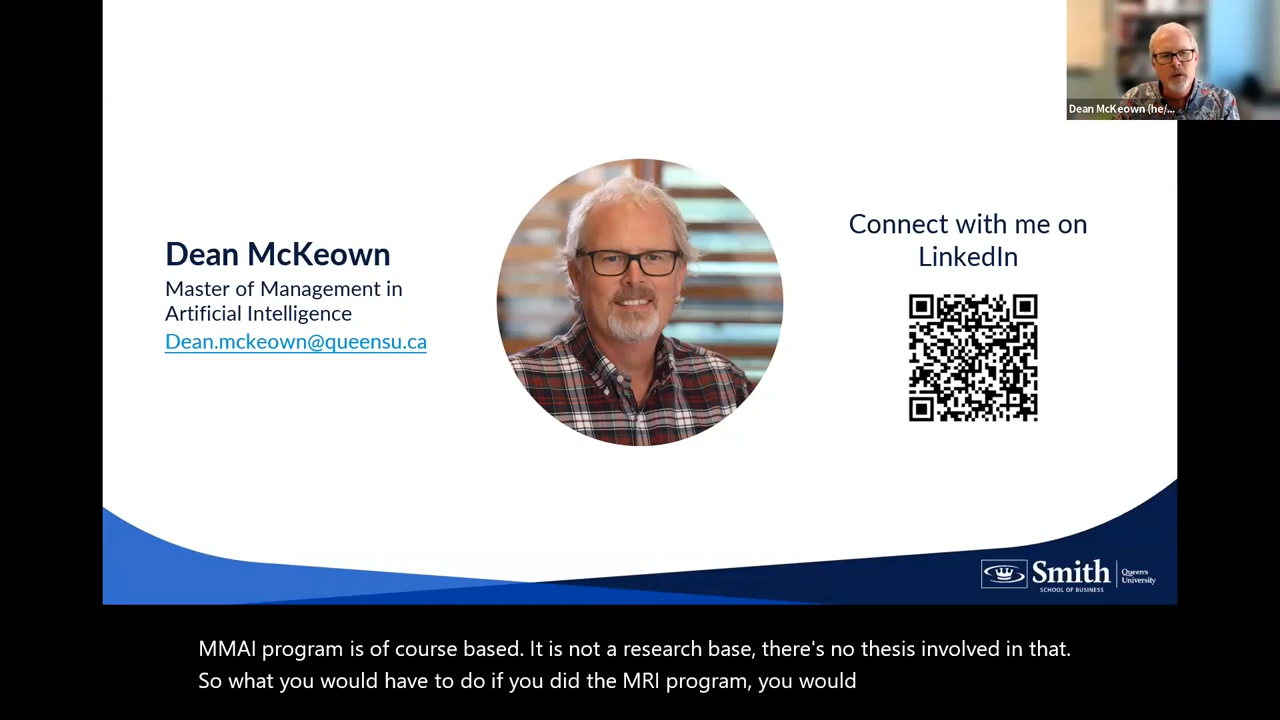 Dean McKeown (he/...
Dean McKeown
Master of Management in
Artificial Intelligence
Dean.mckeown@queensu.ca
Connect with me on
LinkedIn
Smith
SCHOOL OF BUSINESS
Queen's
University
MMAI program is of course based. It is not a research base, there's no thesis involved in that.
So what you would have to do if you did the MRI program, you would